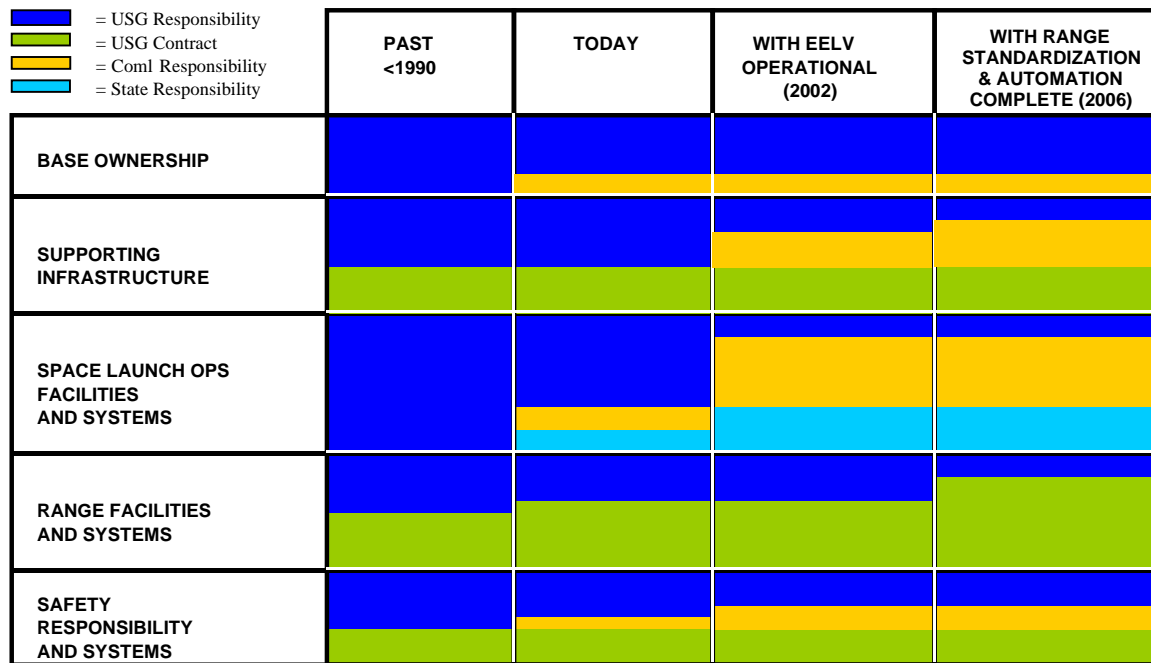 = USG Responsibility
= USG Contract
= Coml Responsibility
= State Responsibility
PAST
<1990
TODAY
WITH EELV
OPERATIONAL
(2002)
WITH RANGE
STANDARDIZATION
& AUTOMATION
COMPLETE (2006)
BASE OWNERSHIP
SUPPORTING
INFRASTRUCTURE
SPACE LAUNCH OPS
FACILITIES
AND SYSTEMS
RANGE FACILITIES
AND SYSTEMS
SAFETY
RESPONSIBILITY
AND SYSTEMS